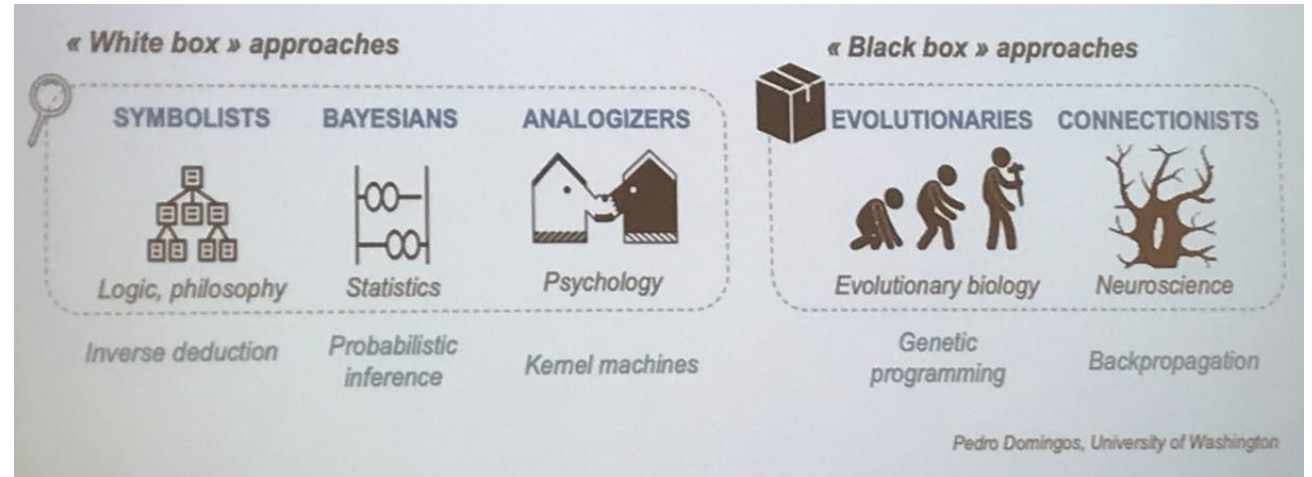 « White box » approaches
SYMBOLISTS
Logic, philosophy
Inverse deduction
BAYESIANS
Statistics
Probabilistic
inference
ANALOGIZERS
Psychology
Kernel machines
« Black box » approaches
EVOLUTIONARIES
Evolutionary biology
Genetic
programming
CONNECTIONISTS
Neuroscience
Backpropagation
Pedro Domingos, University of Washington